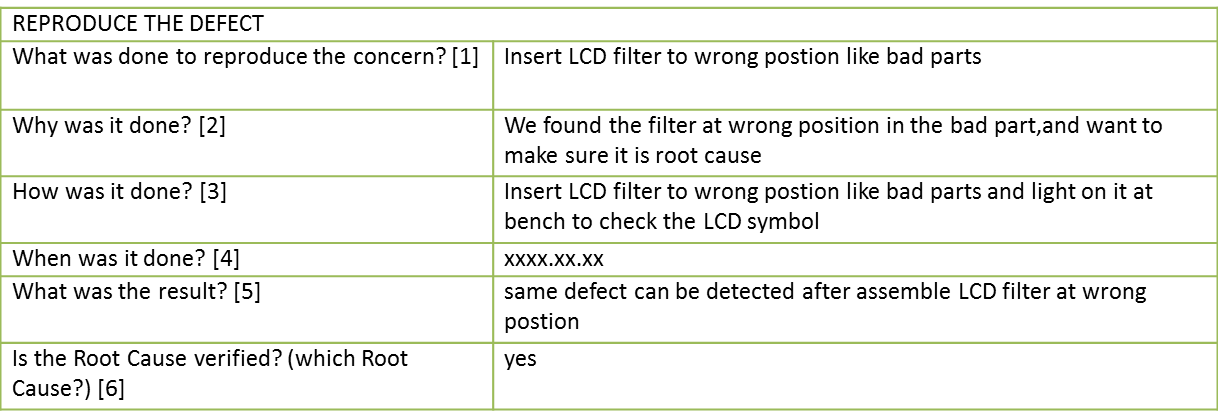 REPRODUCE THE DEFECT
What was done to reproduce the concern? [1]
Insert LCD filter to wrong postion like bad parts
Why was it done? [2]
We found the filter at wrong position in the bad part,and want to
make sure it is root cause
How was it done? [3]
Insert LCD filter to wrong postion like bad parts and light on it at
bench to check the LCD symbol
When was it done? [4]
xxxx.xx.xx
What was the result? [5]
same defect can be detected after assemble LCD filter at wrong
postion
Is the Root Cause verified? (which Root
Cause?) [6]
yes